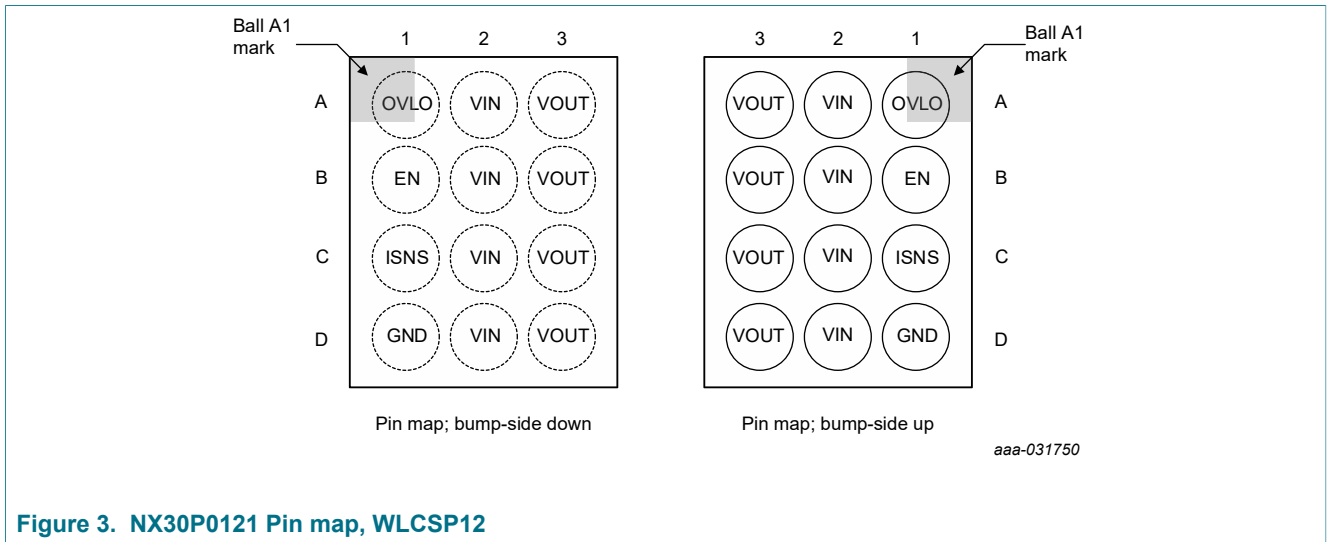 Ball A1
mark
1 2 3
A OVLO VIN VOUT
B EN VIN VOUT
C ISNS VIN VOUT
D GND VIN VOUT
Pin map; bump-side down
Ball A1
mark
3 2 1
VOUT VIN OVLO A
VOUT VIN EN B
VOUT VIN ISNS C
VOUT VIN GND D
Pin map; bump-side up
aaa-031750
Figure 3. NX30P0121 Pin map, WLCSP12